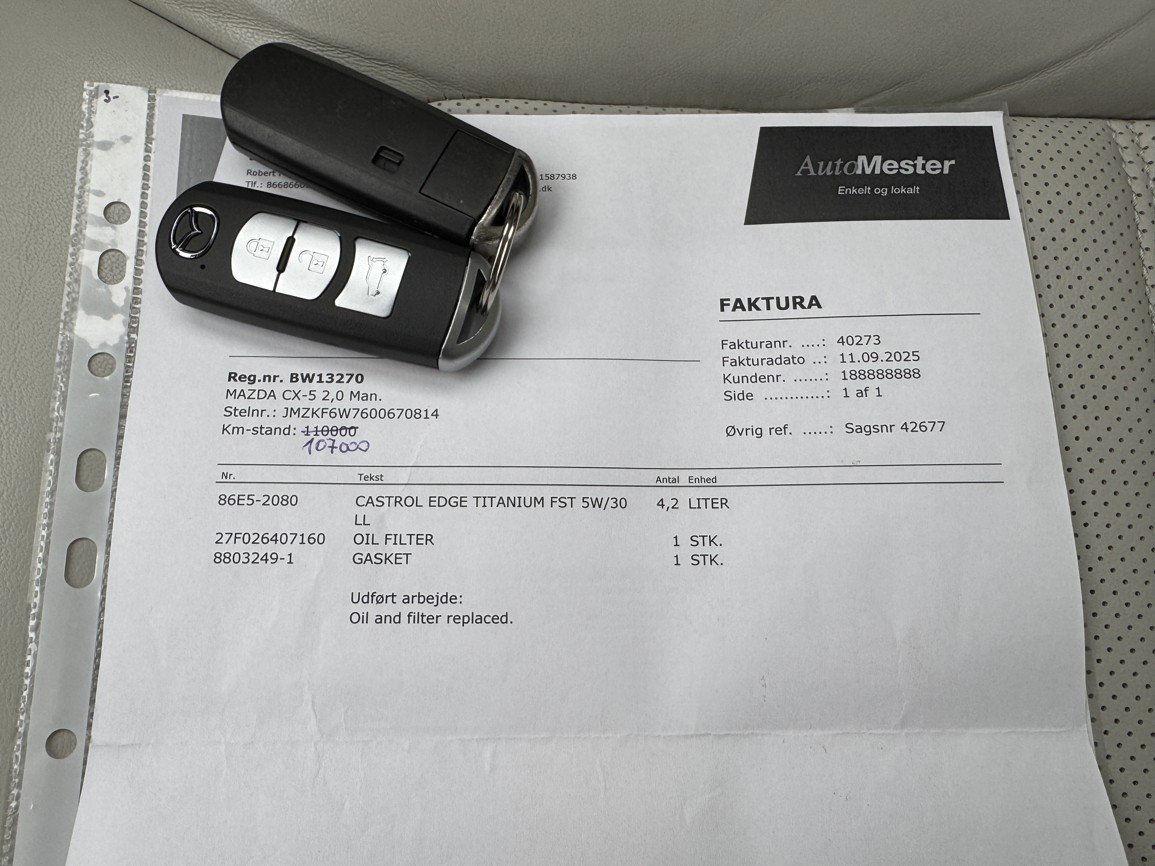 3.-
AutoMester
Enkelt og lokalt
Robert
1587938
Tlf.:
.dk
FAKTURA
Fakturanr. ....: 40273
Fakturadato ..: 11.09.2025
Kundenr. ......: 188888888
Side ............: 1 af 1
Øvrig ref. .....: Sagsnr 42677
Reg.nr. BW13270
MAZDA CX-5 2,0 Man.
Stelnr.: JMZKF6W7600670814
Km-stand: 110000
107000
Nr. Tekst Antal Enhed
86E5-2080 CASTROL EDGE TITANIUM FST 5W/30 4,2 LITER
LL
27F026407160 OIL FILTER 1 STK.
8803249-1 GASKET 1 STK.
Udført arbejde:
Oil and filter replaced.